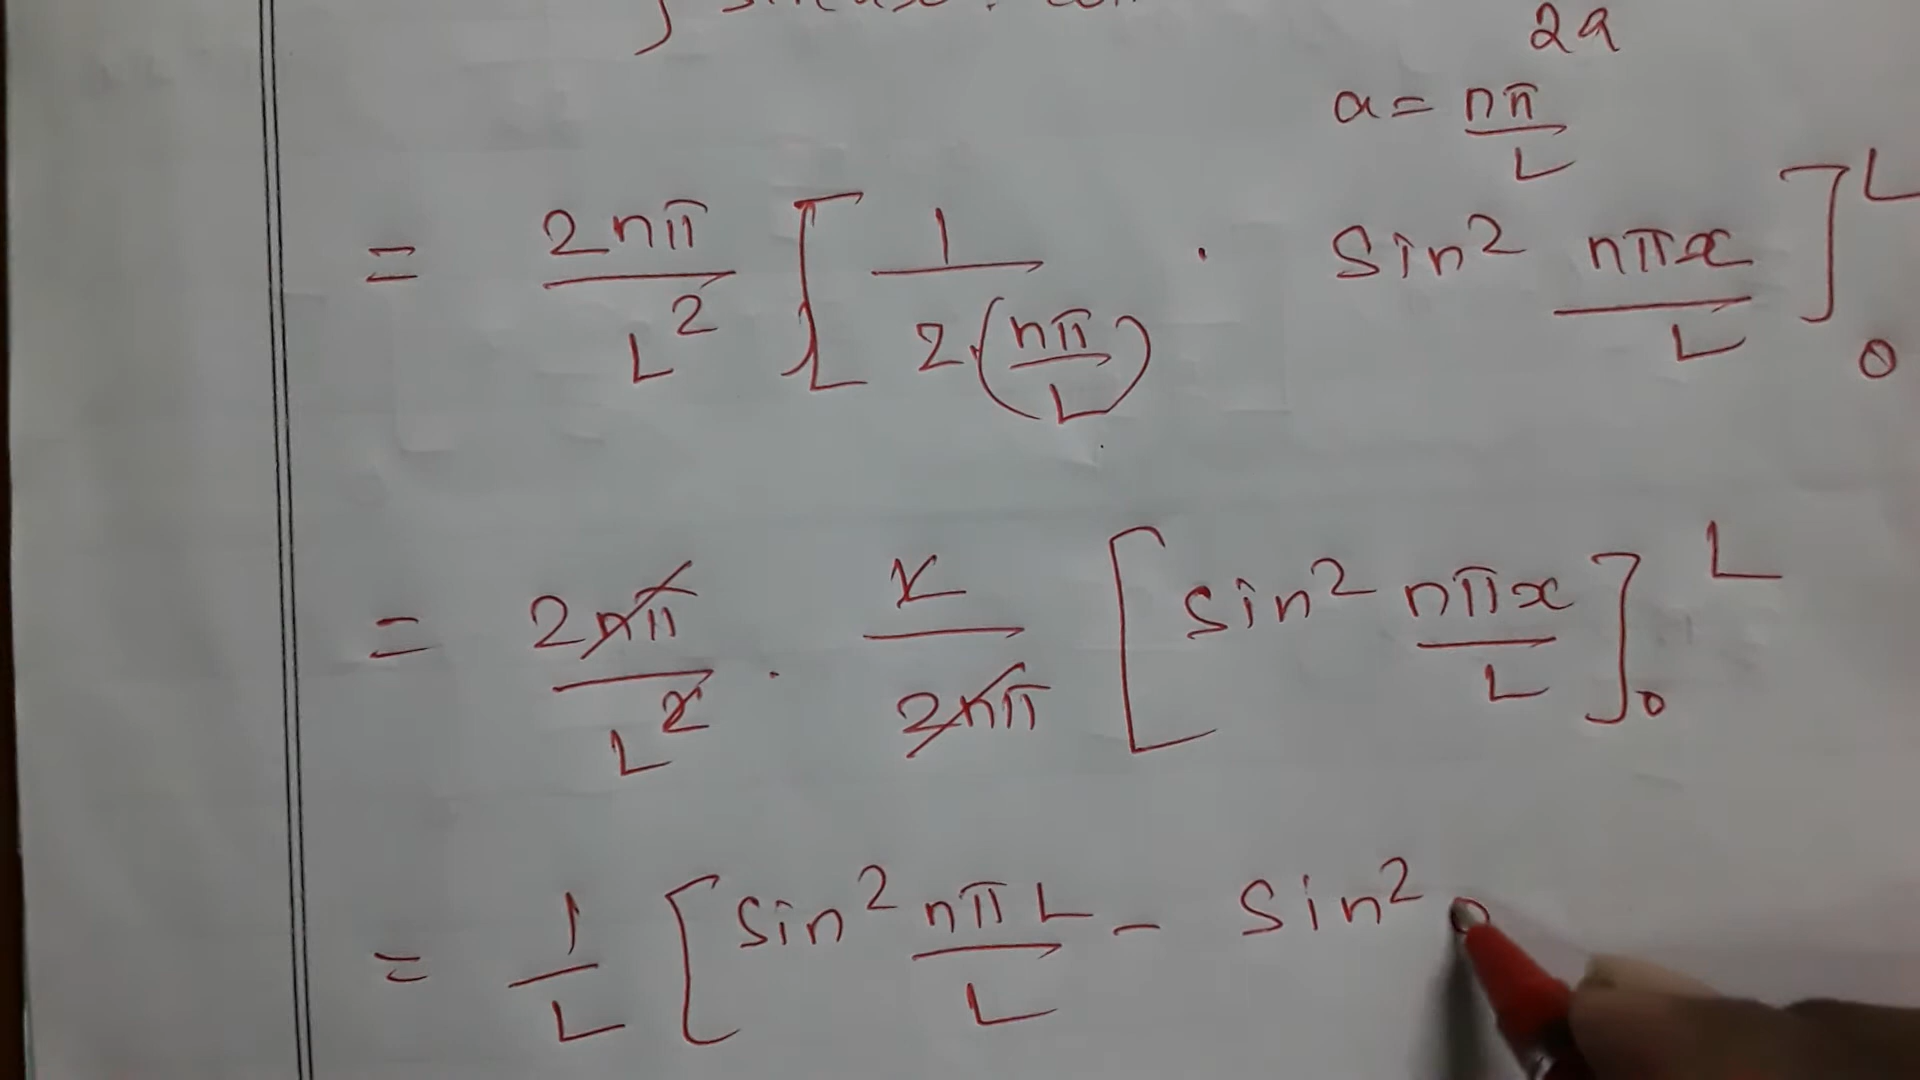 2a
a = nπ/L
= 2nπ/L² [ 1/2(nπ/L) · Sin² nπx/L ]₀ᴸ
= 2nπ/L² · L/2nπ [ Sin² nπx/L ]₀ᴸ
= 1/L [ Sin² nπL/L - Sin² 0